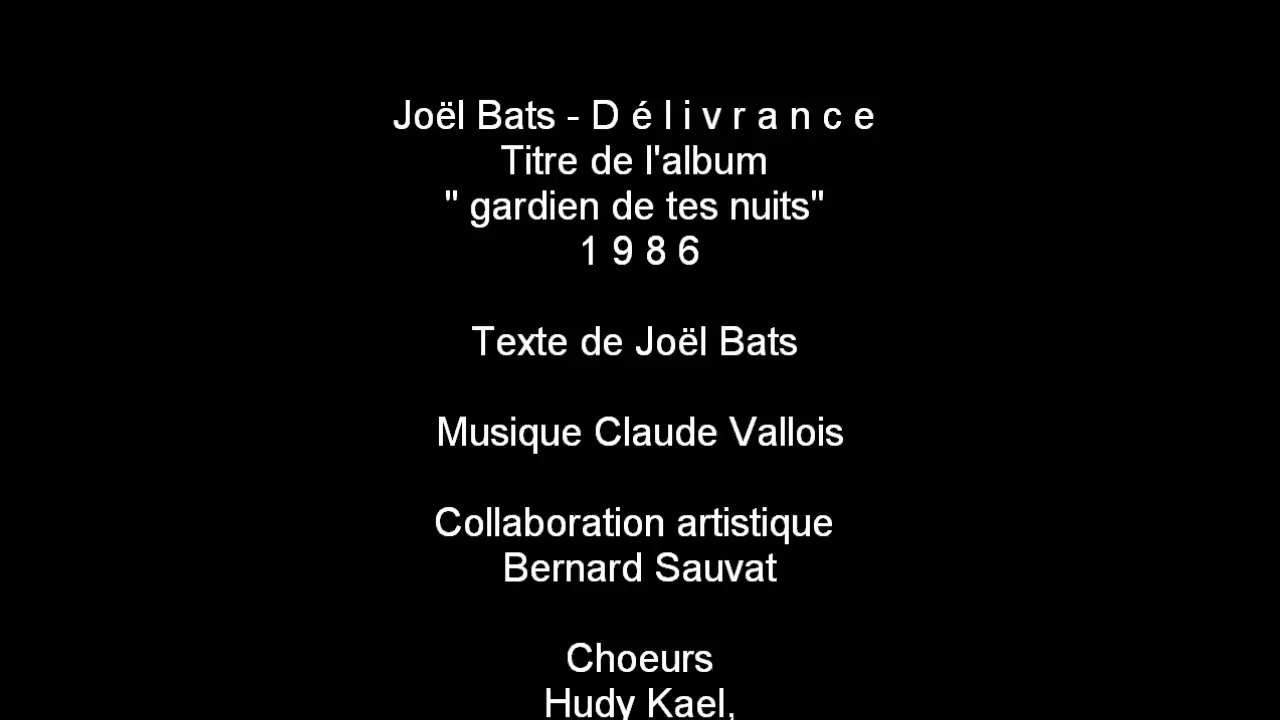 Joël Bats - D é l i v r a n c e
Titre de l'album
" gardien de tes nuits"
1 9 8 6
Texte de Joël Bats
Musique Claude Vallois
Collaboration artistique
Bernard Sauvat
Choeurs
Hudy Kael,